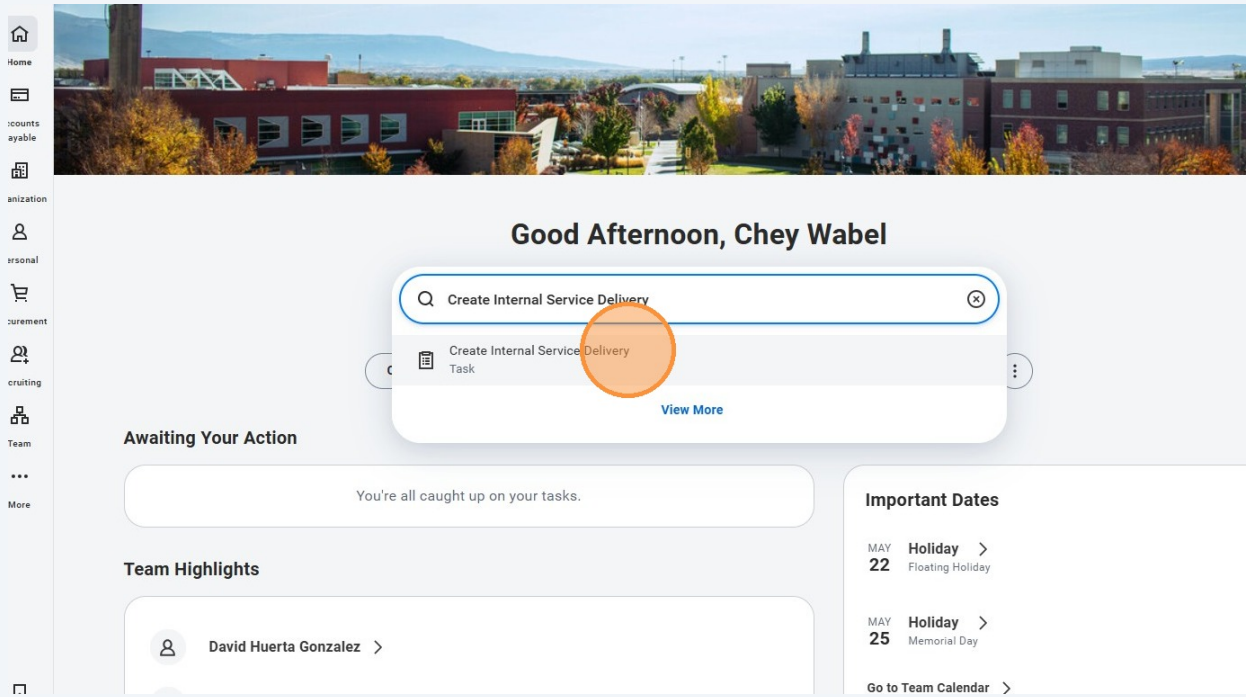 Home
ccounts
ayable
anization
ersonal
curement
cruiting
Team
More
Good Afternoon, Chey Wabel
Create Internal Service Delivery
Create Internal Service Delivery
Task
View More
Awaiting Your Action
You're all caught up on your tasks.
Team Highlights
David Huerta Gonzalez
Important Dates
MAY
22
Holiday
Floating Holiday
MAY
25
Holiday
Memorial Day
Go to Team Calendar